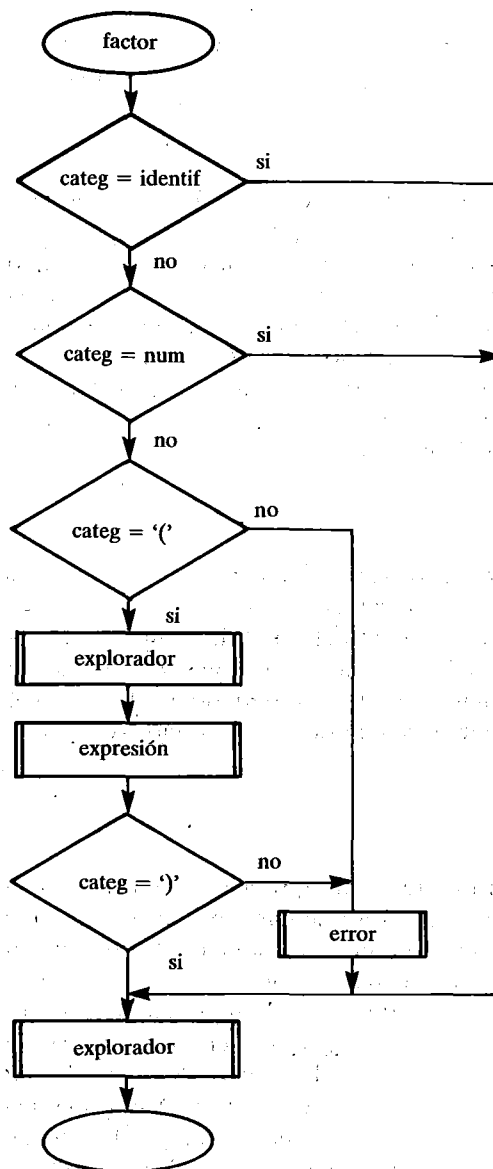 factor
categ = identif
si
no
categ = num
si
no
categ = ‘(’
no
si
explorador
expresión
categ = ‘)’
no
error
si
explorador